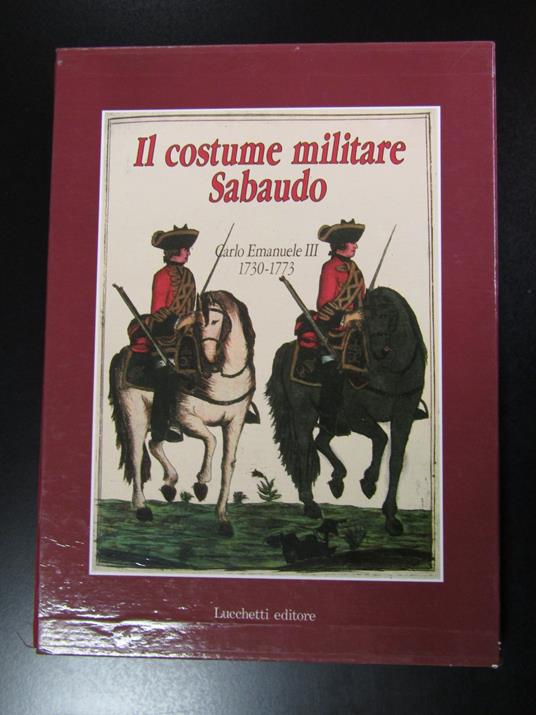 Il costume militare
Sabaudo
Carlo Emanuele III
1730-1773
Lucchetti editore